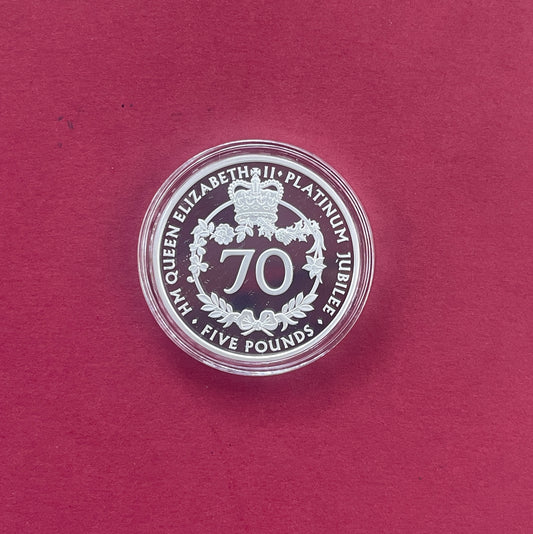 HM QUEEN ELIZABETH II • PLATINUM JUBILEE
• FIVE POUNDS •
70